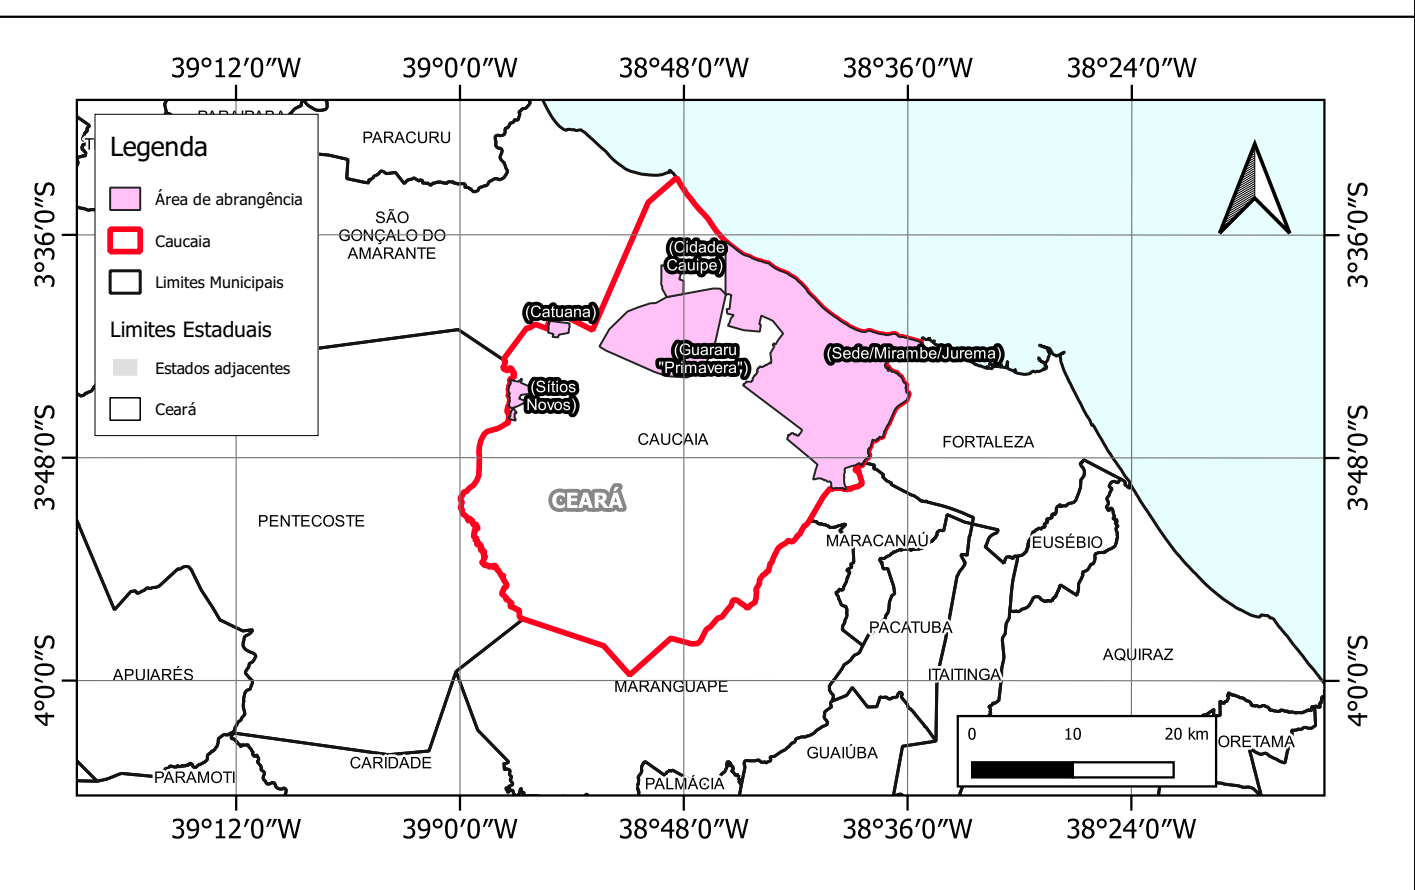 39°12′0″W 39°0′0″W 38°48′0″W 38°36′0″W 38°24′0″W
3°36′0″S
3°48′0″S
4°0′0″S
PARAIPABA
T
Legenda
Área de abrangência
Caucaia
Limites Municipais
Limites Estaduais
Estados adjacentes
Ceará
PARACURU
SÃO
GONÇALO DO
AMARANTE
(Cidade
Cauipe)
(Catuana)
(Guararu
"Primavera")
(Sede/Mirambe/Jurema)
(Sítios
Novos)
CAUCAIA
FORTALEZA
CEARÁ
PENTECOSTE
MARACANAÚ
EUSÉBIO
PACATUBA
AQUIRAZ
APUIARÉS
ITAITINGA
MARANGUAPE
0 10 20 km
ORETAMA
GUAIÚBA
CARIDADE
PARAMOTI
PALMÁCIA
3°36′0″S
3°48′0″S
4°0′0″S
39°12′0″W 39°0′0″W 38°48′0″W 38°36′0″W 38°24′0″W